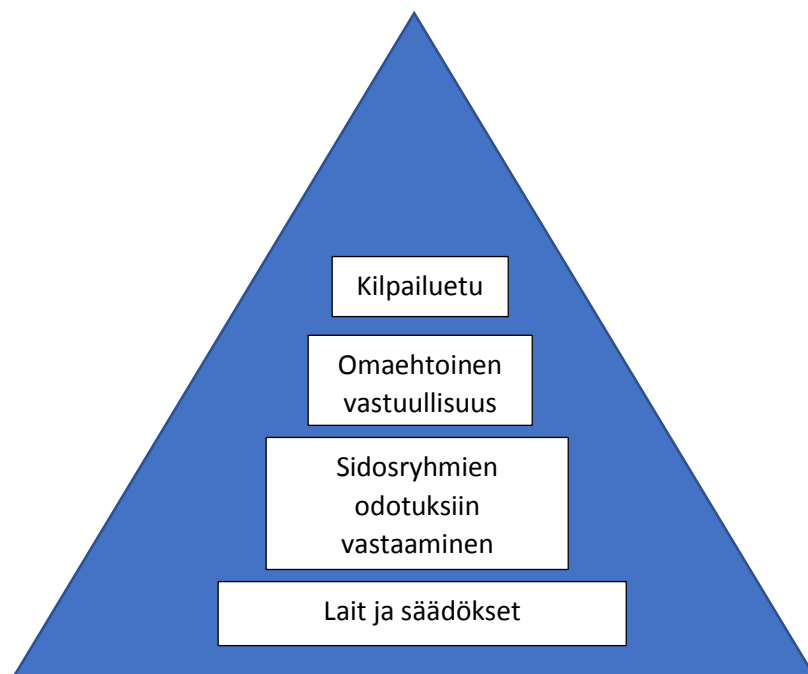 Kilpailuetu
Omaehtoinen
vastuullisuus
Sidosryhmien
odotuksiin
vastaaminen
Lait ja säädökset